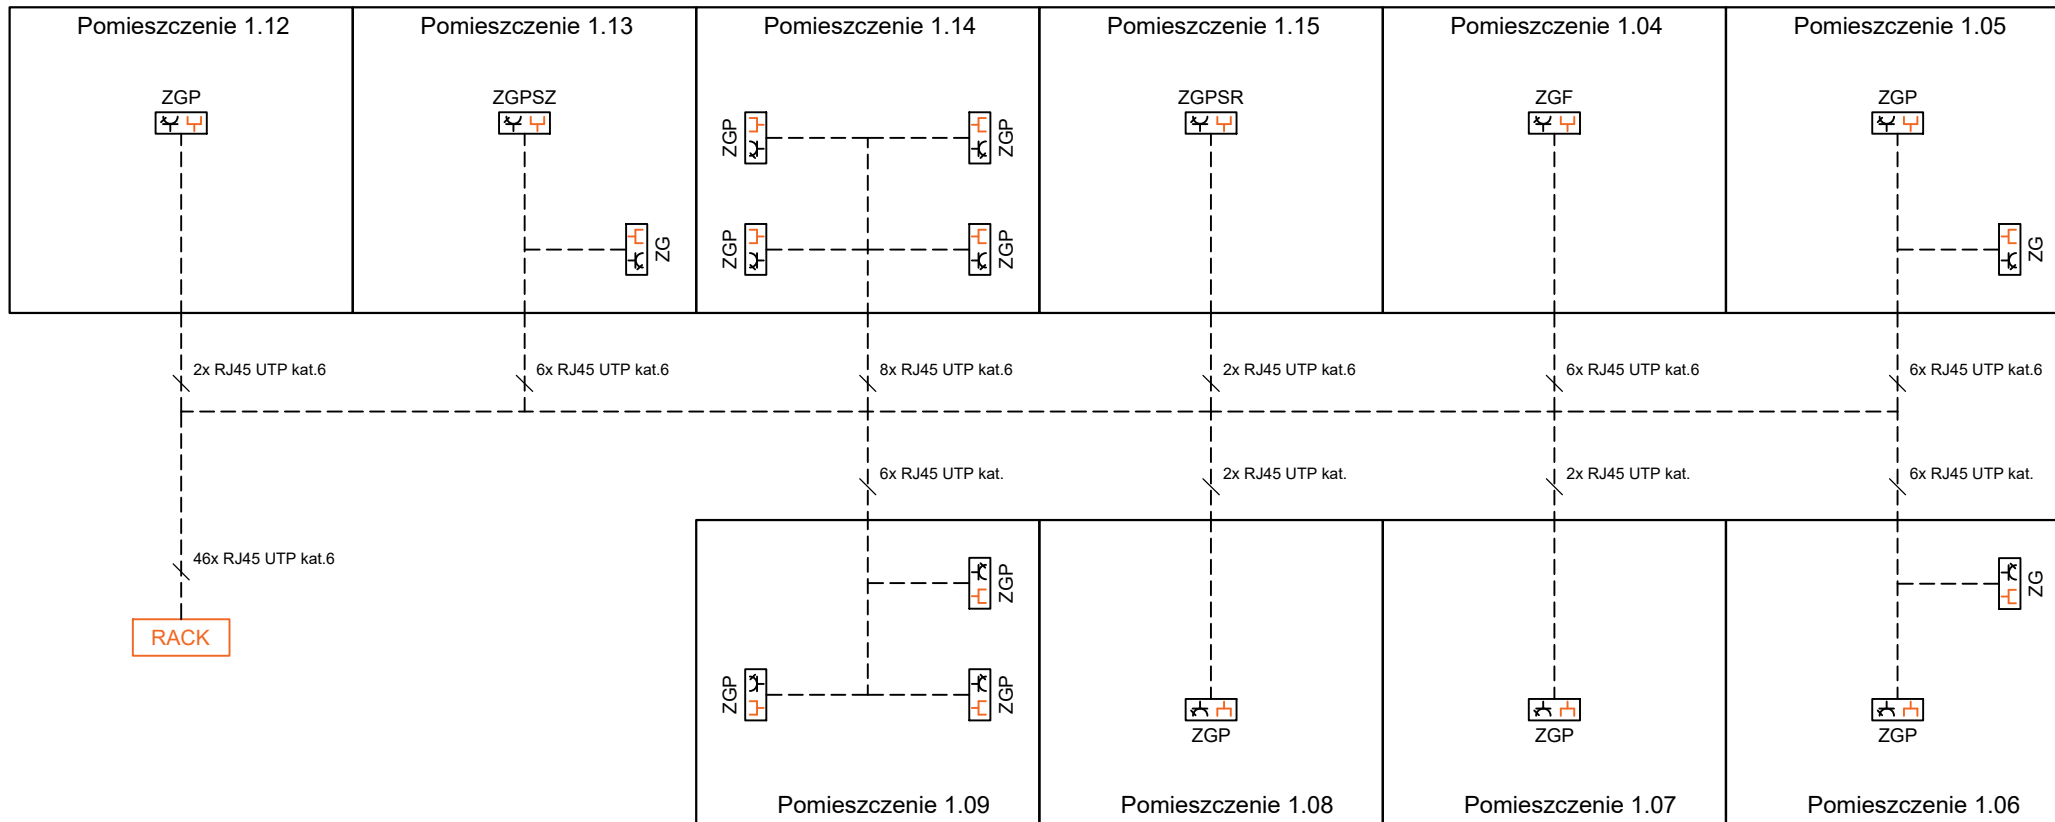 Pomieszczenie 1.12
Pomieszczenie 1.13
Pomieszczenie 1.14
Pomieszczenie 1.15
Pomieszczenie 1.04
Pomieszczenie 1.05
ZGP
ZGPSZ
ZGP
ZGP
ZGPSR
ZGF
ZGP
ZG
ZGP
ZGP
ZG
2x RJ45 UTP kat.6
6x RJ45 UTP kat.6
8x RJ45 UTP kat.6
2x RJ45 UTP kat.6
6x RJ45 UTP kat.6
6x RJ45 UTP kat.6
6x RJ45 UTP kat.
2x RJ45 UTP kat.
2x RJ45 UTP kat.
6x RJ45 UTP kat.
46x RJ45 UTP kat.6
RACK
ZGP
ZG
ZGP
ZGP
ZGP
ZGP
ZGP
Pomieszczenie 1.09
Pomieszczenie 1.08
Pomieszczenie 1.07
Pomieszczenie 1.06